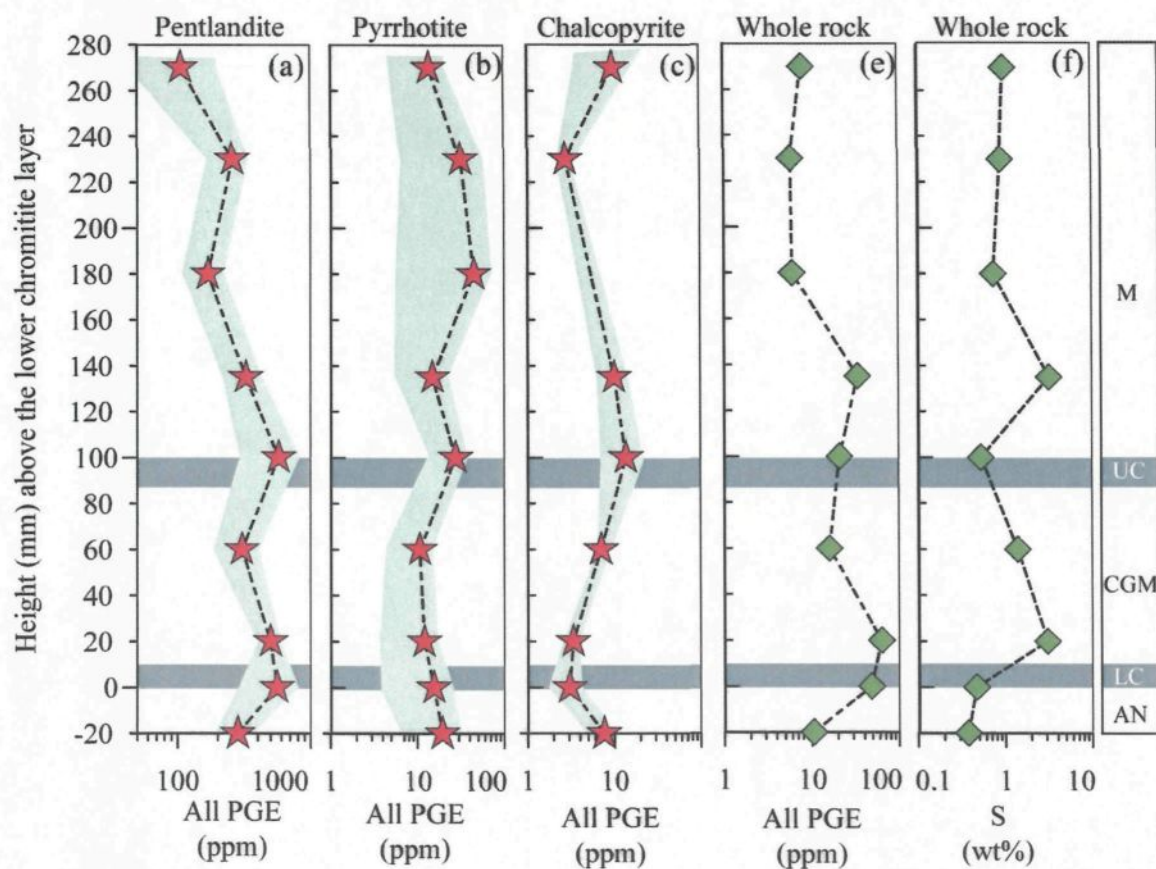 Pentlandite Pyrrhotite Chalcopyrite Whole rock Whole rock
(a) (b) (c) (e) (f)
Height (mm) above the lower chromitite layer
280
260
240
220
200
180
160
140
120
100
80
60
40
20
0
-20
M
UC
CGM
LC
AN
100 1000 1 10 100 1 10 1 10 100 0.1 1 10
All PGE All PGE All PGE All PGE S
(ppm) (ppm) (ppm) (ppm) (wt%)